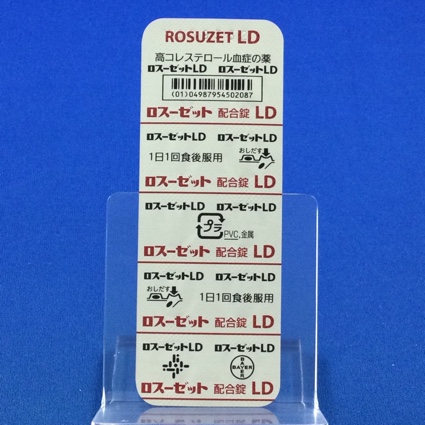 ROSUZET LD
高コレステロール血症の薬
ロスーゼットLD ロスーゼットLD
(01)04987954502087
ロスーゼット 配合錠 LD
ロスーゼットLD ロスーゼットLD
1日1回食後服用 おしだす
ロスーゼット 配合錠 LD
ロスーゼットLD ロスーゼットLD
プラ
PVC,金属
ロスーゼット 配合錠 LD
ロスーゼットLD ロスーゼットLD
おしだす 1日1回食後服用
ロスーゼット 配合錠 LD
ロスーゼットLD ロスーゼットLD
BAYER
BAYER
ロスーゼット 配合錠 LD